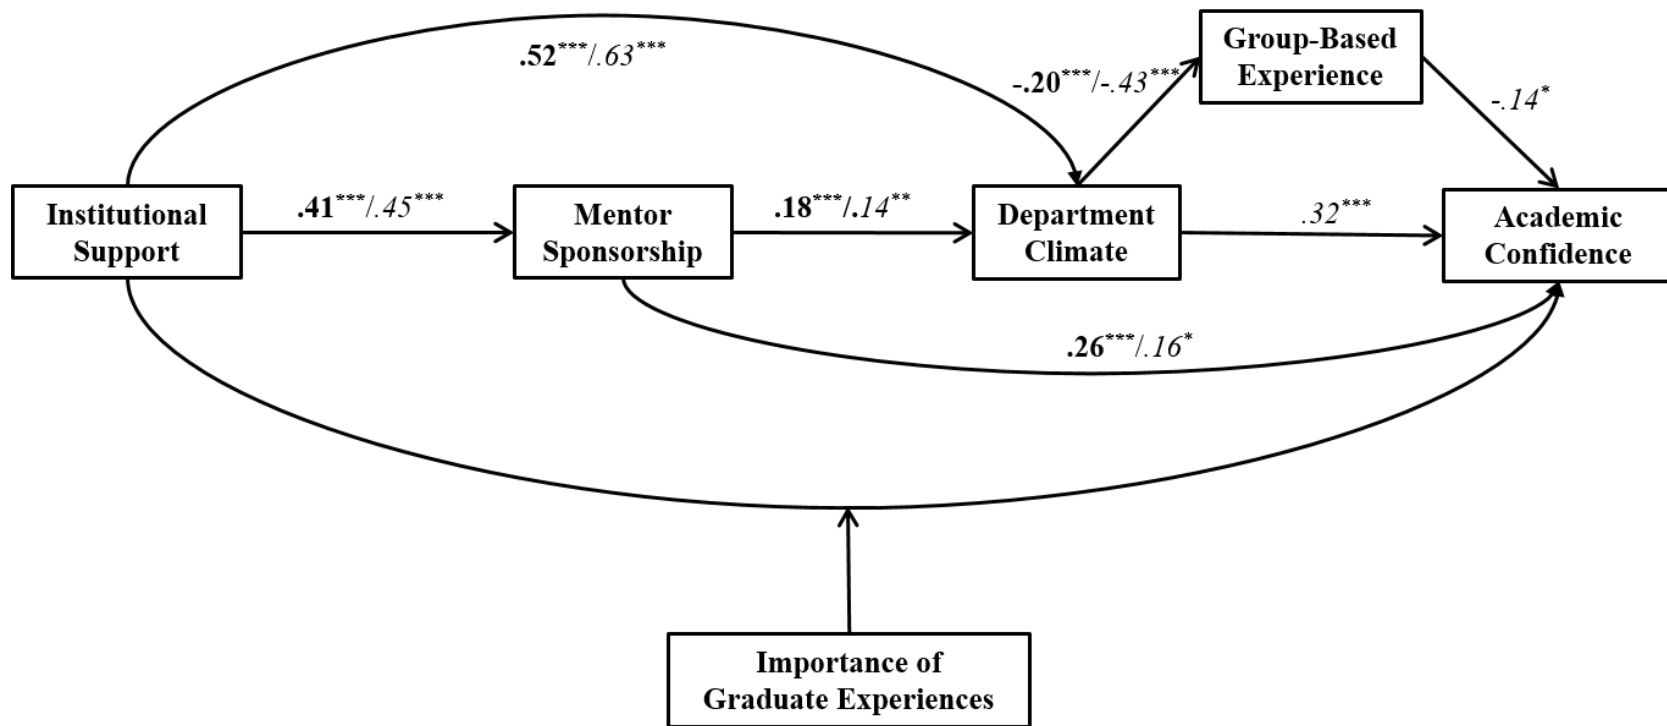 Group-Based
Experience
.52***/.63***
-.20***/-.43***
-.14*
Institutional
Support
.41***/.45***
Mentor
Sponsorship
.18***/.14**
Department
Climate
.32***
Academic
Confidence
.26***/.16*
Importance of
Graduate Experiences